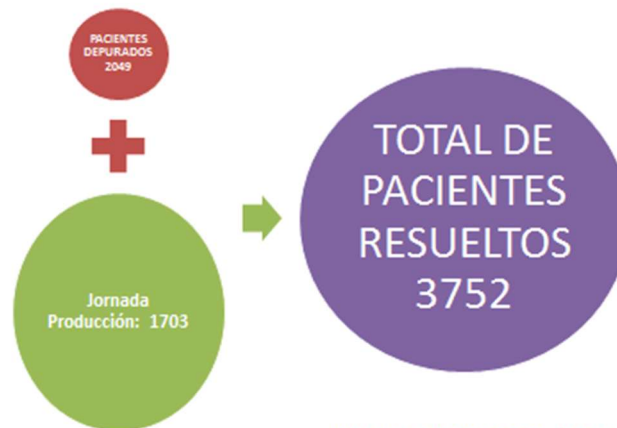 PACIENTES
DEPURADOS
2049
Jornada
Producción: 1703
TOTAL DE
PACIENTES
RESUELTOS
3752